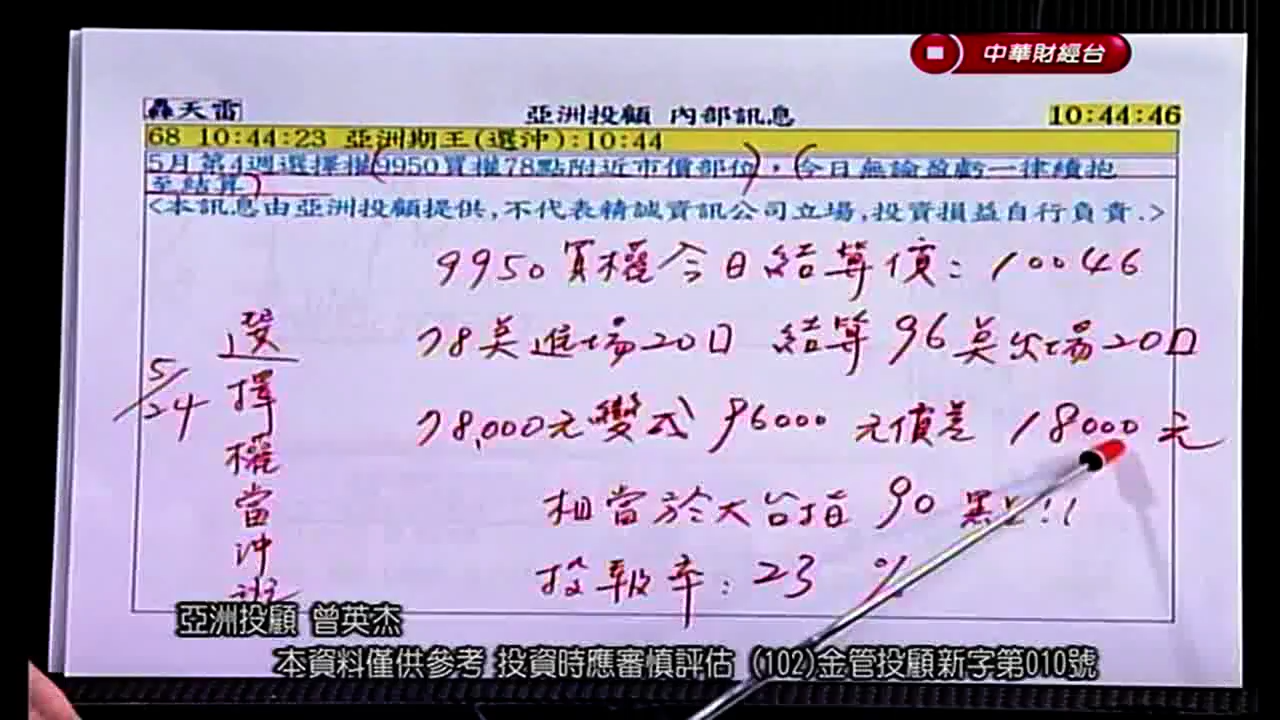 中華財經台
轟天雷 亞洲投顧 內部訊息 10:44:46
68 10:44:23 亞洲期王(選沖):10:44
5月第4週選擇權(9950買權78點附近市價部位),(今日無論盈虧一律續抱
至結算)
<本訊息由亞洲投顧提供,不代表精誠資訊公司立場,投資損益自行負責.>
9950買權今日結算價:10046
78點進場20口 結算96點出場20口
78,000元變成96000元價差18000元
相當於大台指90點!!
投報率:23%
5/24
選擇權當沖班
亞洲投顧 曾英杰
本資料僅供參考 投資時應審慎評估 (102)金管投顧新字第010號